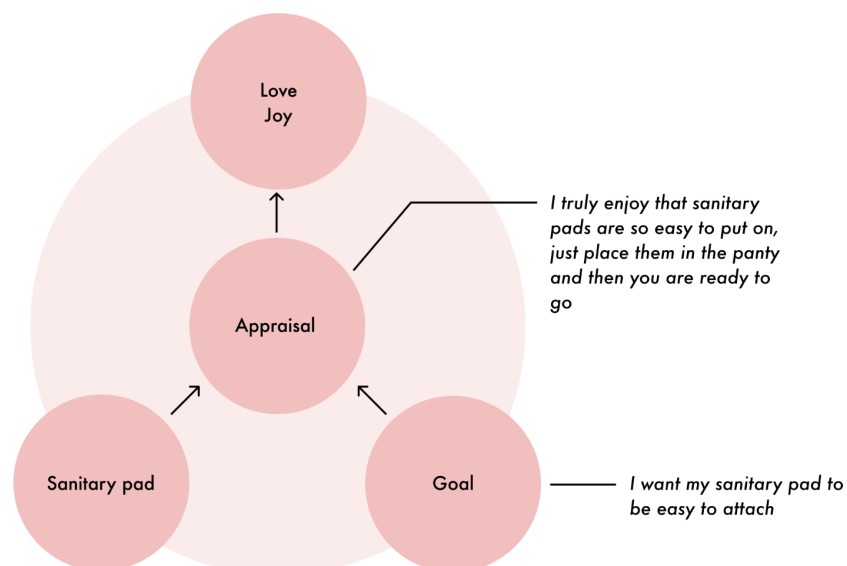 Love
Joy
I truly enjoy that sanitary
pads are so easy to put on,
just place them in the panty
and then you are ready to
go
Appraisal
Sanitary pad
Goal
I want my sanitary pad to
be easy to attach